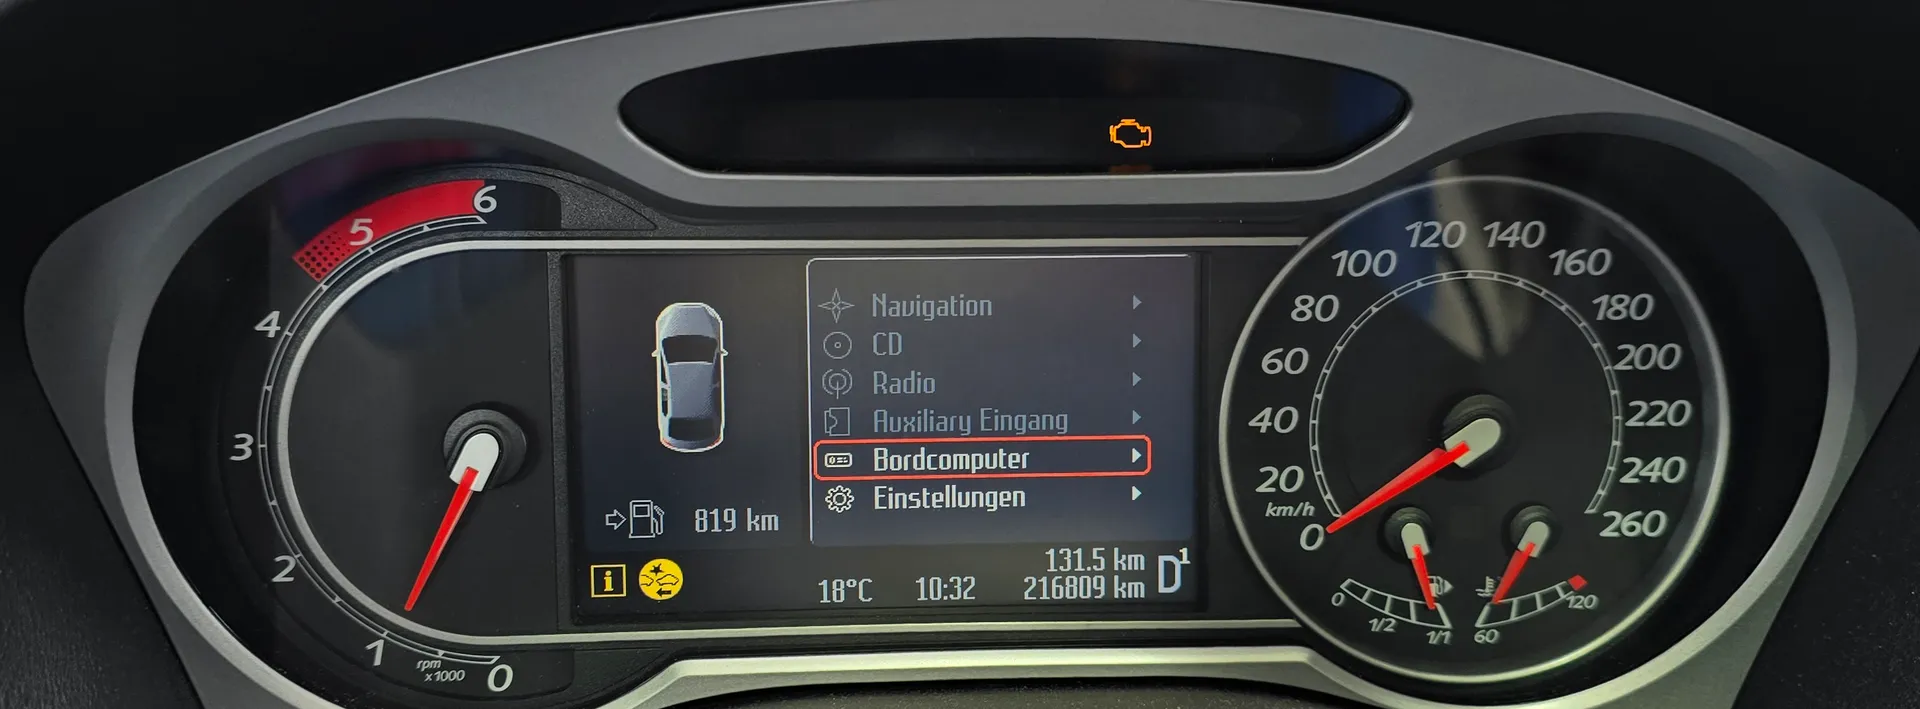 6
5
4
3
2
1
0
rpm
x1000
Navigation
CD
Radio
Auxiliary Eingang
Bordcomputer
Einstellungen
819 km
i
18°C 10:32
131.5 km
216809 km
D1
0
20
km/h
40
60
80
100
120
140
160
180
200
220
240
260
0
1/2
1/1
60
120